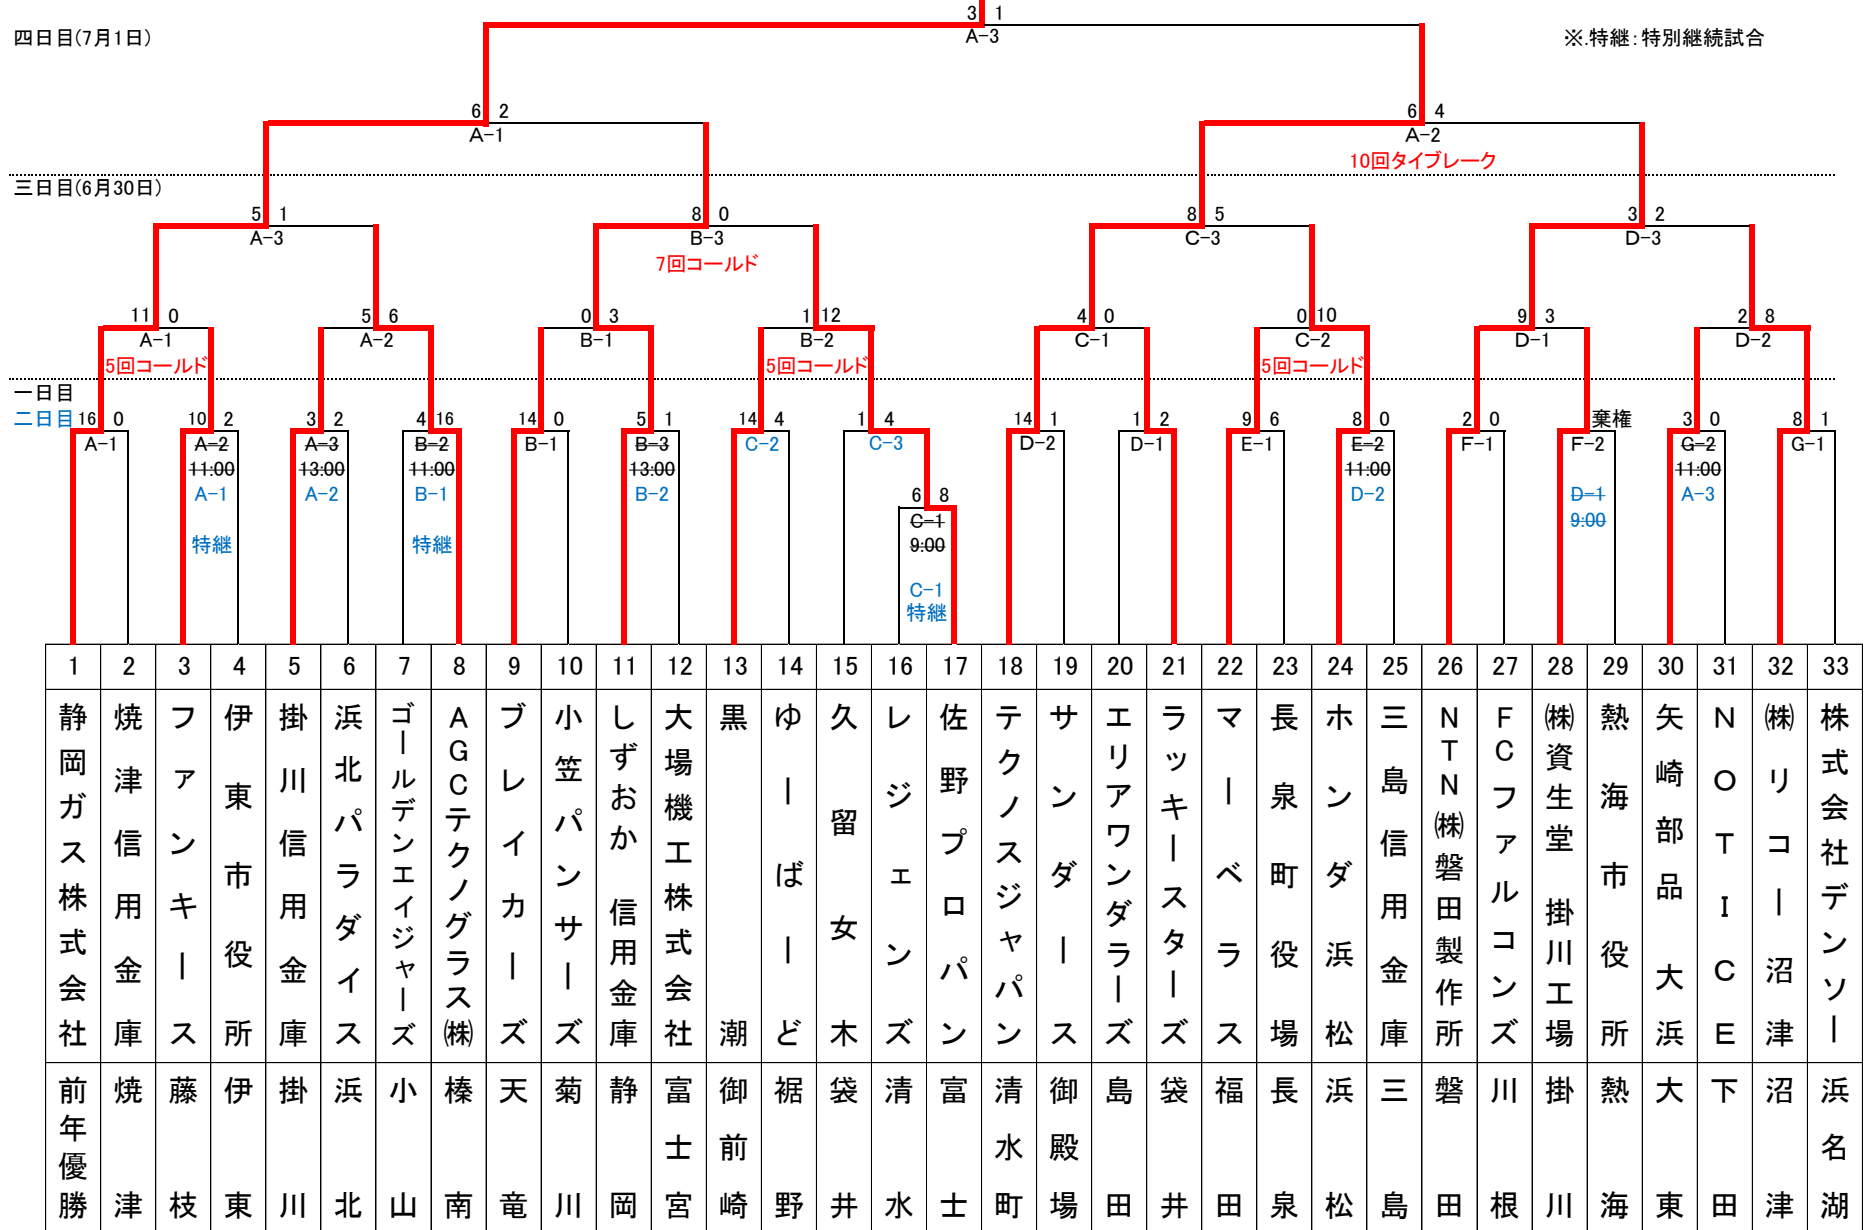 3 1
四日目(7月1日)
A-3
※.特継：特別継続試合
6 2
6 4
A-1
A-2
10回タイブレーク
三日目(6月30日)
5 1
8 0
8 5
3 2
A-3
B-3
C-3
D-3
7回コールド
11 0
5 6
0 3
1 12
4 0
0 10
9 3
2 8
A-1
A-2
B-1
B-2
C-1
C-2
D-1
D-2
5回コールド
5回コールド
5回コールド
一日目
二日目
16 0
10 2
3 2
4 16
14 0
5 1
14 4
1 4
14 1
1 2
9 6
8 0
2 0
棄権
3 0
8 1
A-1
A-2
A-3
B-2
B-1
B-3
C-2
C-3
D-2
D-1
E-1
E-2
F-1
F-2
G-2
G-1
11:00
13:00
11:00
13:00
11:00
11:00
A-1
A-2
B-1
B-2
6 8
D-2
D-1
A-3
C-1
9:00
9:00
特継
特継
C-1
特継
1 2 3 4 5 6 7 8 9 10 11 12 13 14 15 16 17 18 19 20 21 22 23 24 25 26 27 28 29 30 31 32 33
静岡ガス株式会社
焼津信用金庫
ファンキース
伊東市役所
掛川信用金庫
浜北パラダイス
ゴールデンエイジャーズ
AGCテクノグラス㈱
ブレイカーズ
小笠パンサーズ
しずおか 信用金庫
大場機工株式会社
黒潮
ゆーばーど
久留女木
レジェンズ
佐野プロパン
テクノスジャパン
サンダース
エリアワンダラーズ
ラッキースターズ
マーベラス
長泉町役場
ホンダ浜松
三島信用金庫
NTN㈱磐田製作所
FCファルコンズ
㈱資生堂 掛川工場
熱海市役所
矢崎部品 大浜
NOTICE
㈱リコー沼津
株式会社デンソー
前年優勝
焼津
藤枝
伊東
掛川
浜北
小山
榛南
天竜
菊川
静岡
富士宮
御前崎
裾野
袋井
清水
富士
清水町
御殿場
島田
袋井
福田
長泉
浜松
三島
磐田
川根
掛川
熱海
大東
下田
沼津
浜名湖